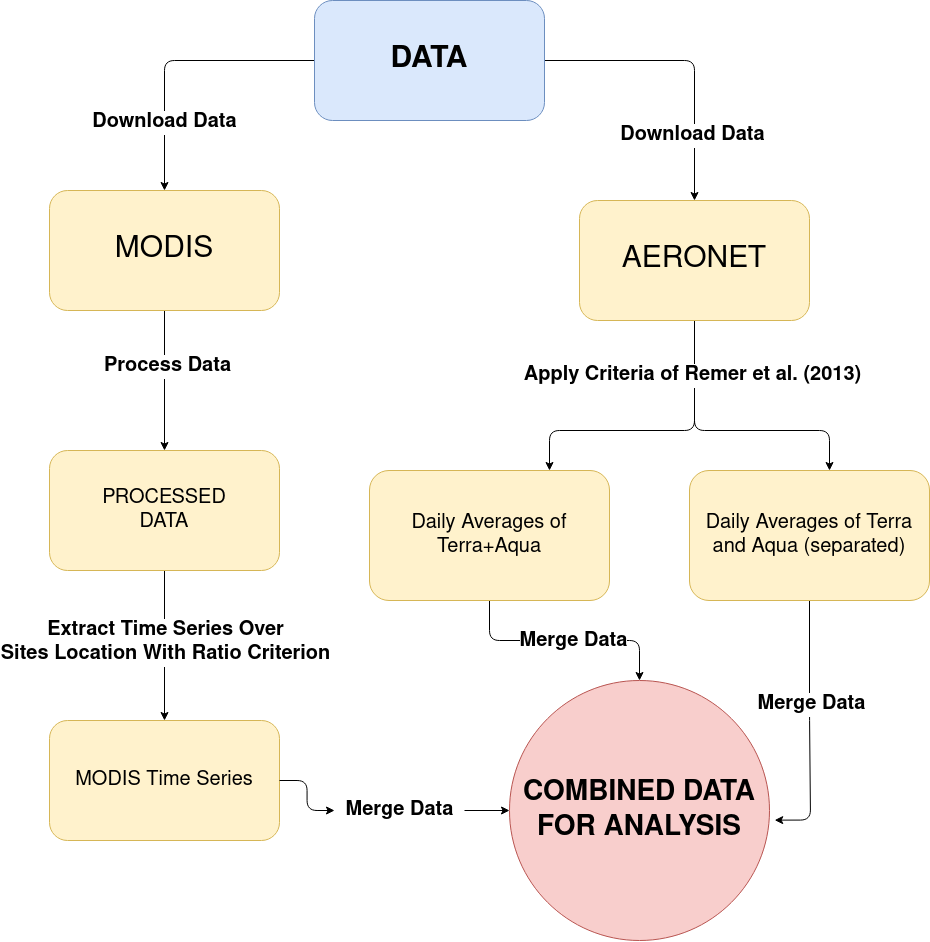 DATA
Download Data
Download Data
MODIS
AERONET
Process Data
Apply Criteria of Remer et al. (2013)
PROCESSED
DATA
Daily Averages of
Terra+Aqua
Daily Averages of Terra
and Aqua (separated)
Extract Time Series Over
Sites Location With Ratio Criterion
Merge Data
Merge Data
MODIS Time Series
Merge Data
COMBINED DATA
FOR ANALYSIS